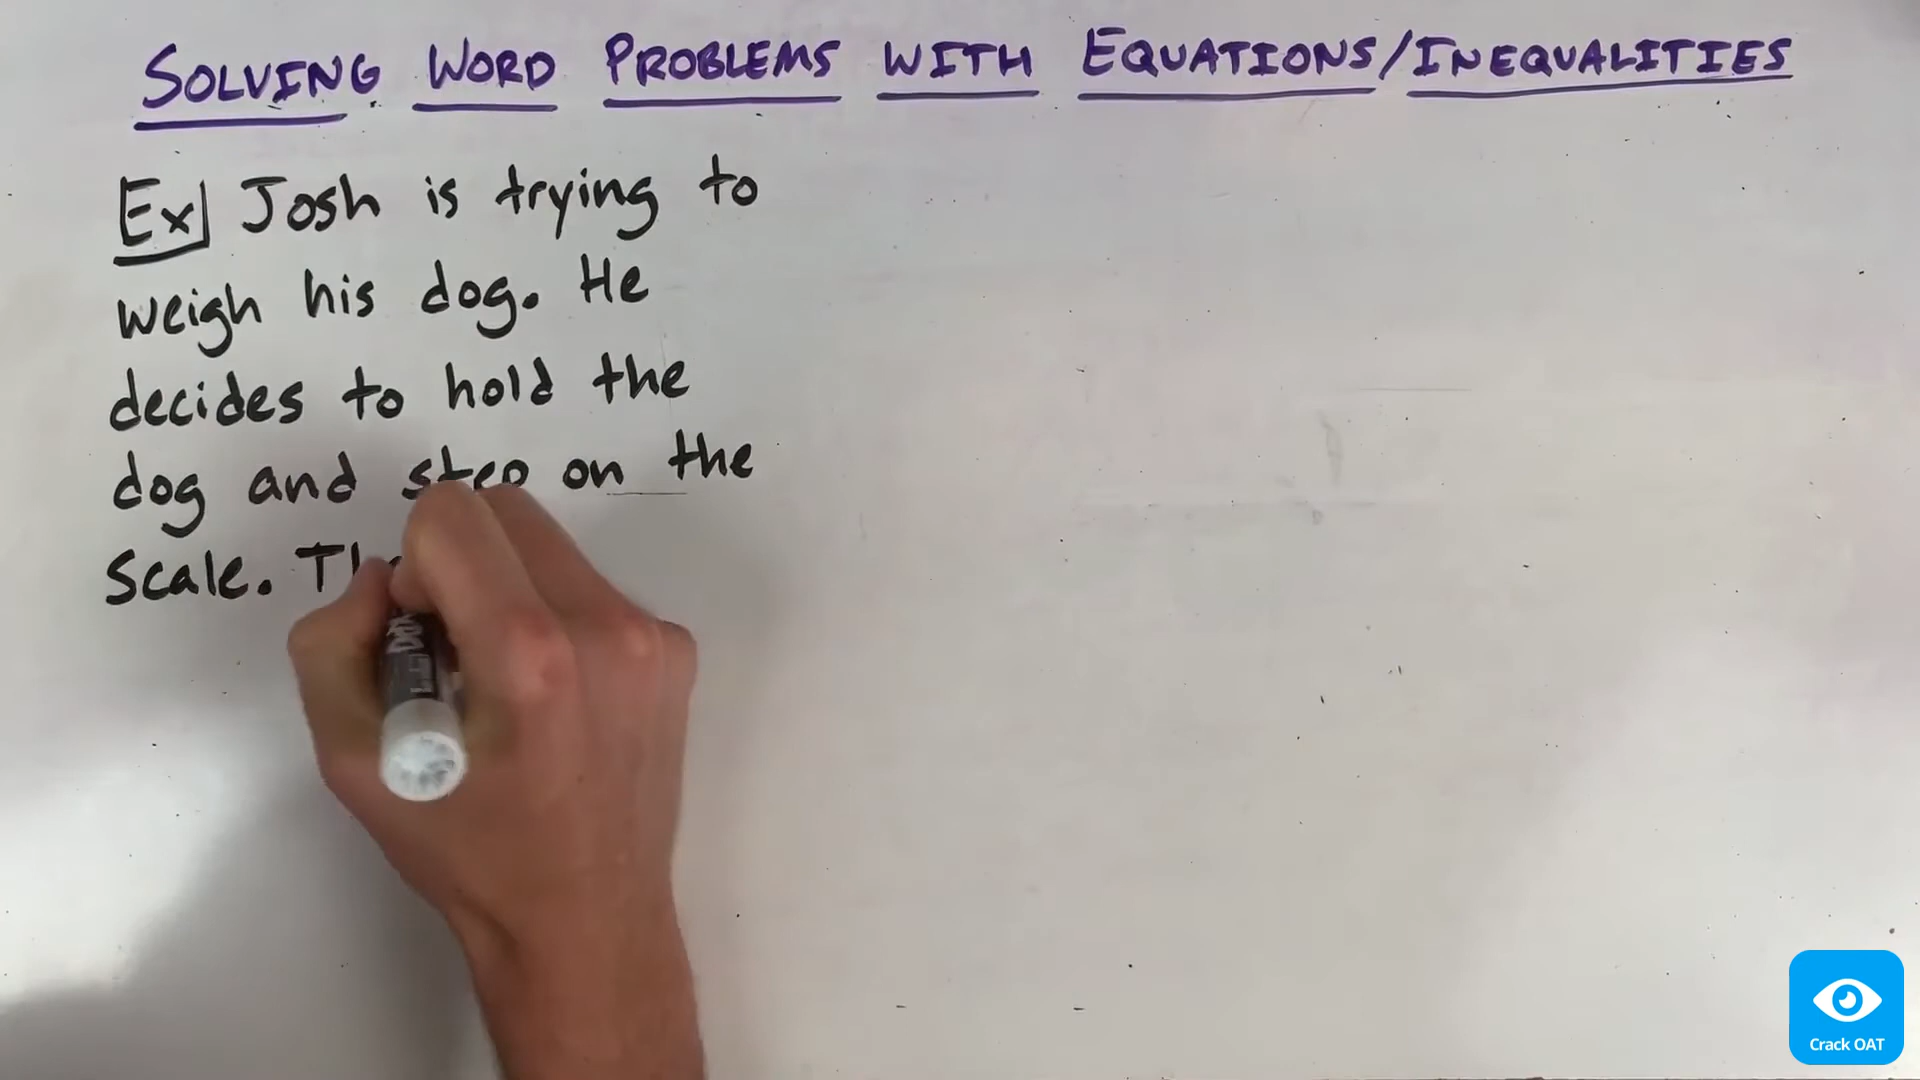 SOLVING WORD PROBLEMS WITH EQUATIONS/INEQUALITIES
Ex Josh is trying to
weigh his dog. He
decides to hold the
dog and step on the
scale. The
Crack OAT